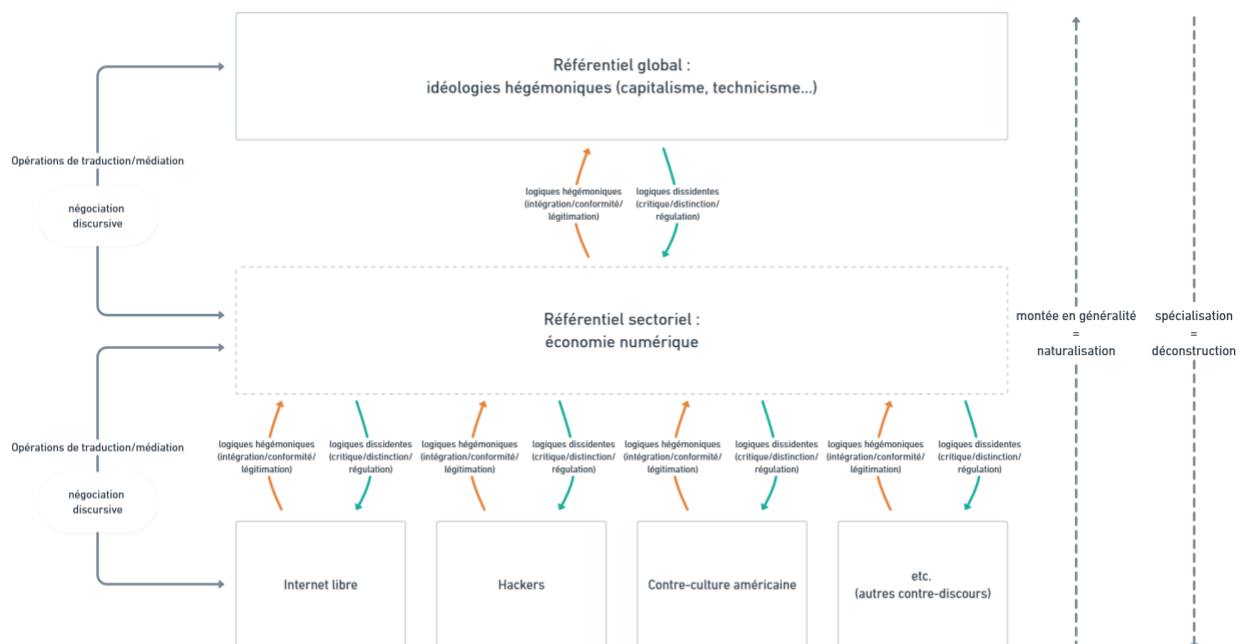 Référentiel global :
idéologies hégémoniques (capitalisme, technicisme...)
Opérations de traduction/médiation
négociation
discursive
logiques hégémoniques
(intégration/conformité/
légitimation)
logiques dissidentes
(critique/distinction/
régulation)
Référentiel sectoriel :
économie numérique
montée en généralité
=
naturalisation
spécialisation
=
déconstruction
Opérations de traduction/médiation
négociation
discursive
logiques hégémoniques
(intégration/conformité/
légitimation)
logiques dissidentes
(critique/distinction/
régulation)
logiques hégémoniques
(intégration/conformité/
légitimation)
logiques dissidentes
(critique/distinction/
régulation)
logiques hégémoniques
(intégration/conformité/
légitimation)
logiques dissidentes
(critique/distinction/
régulation)
logiques hégémoniques
(intégration/conformité/
légitimation)
logiques dissidentes
(critique/distinction/
régulation)
Internet libre
Hackers
Contre-culture américaine
etc.
(autres contre-discours)